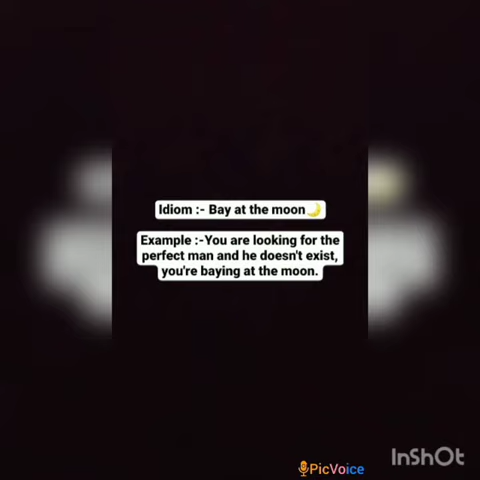 Idiom :- Bay at the moon🌙
Example :-You are looking for the
perfect man and he doesn't exist,
you're baying at the moon.
InShOt
🎙PicVoice